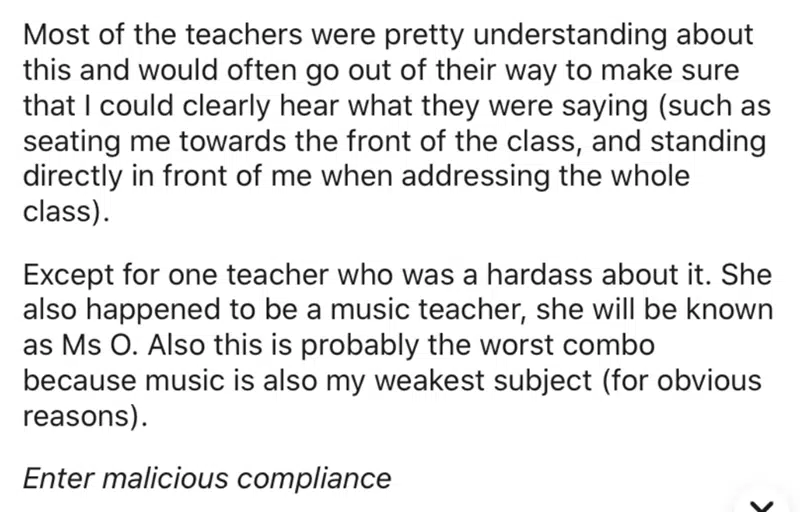 Most of the teachers were pretty understanding about
this and would often go out of their way to make sure
that I could clearly hear what they were saying (such as
seating me towards the front of the class, and standing
directly in front of me when addressing the whole
class).
Except for one teacher who was a hardass about it. She
also happened to be a music teacher, she will be known
as Ms O. Also this is probably the worst combo
because music is also my weakest subject (for obvious
reasons).
Enter malicious compliance